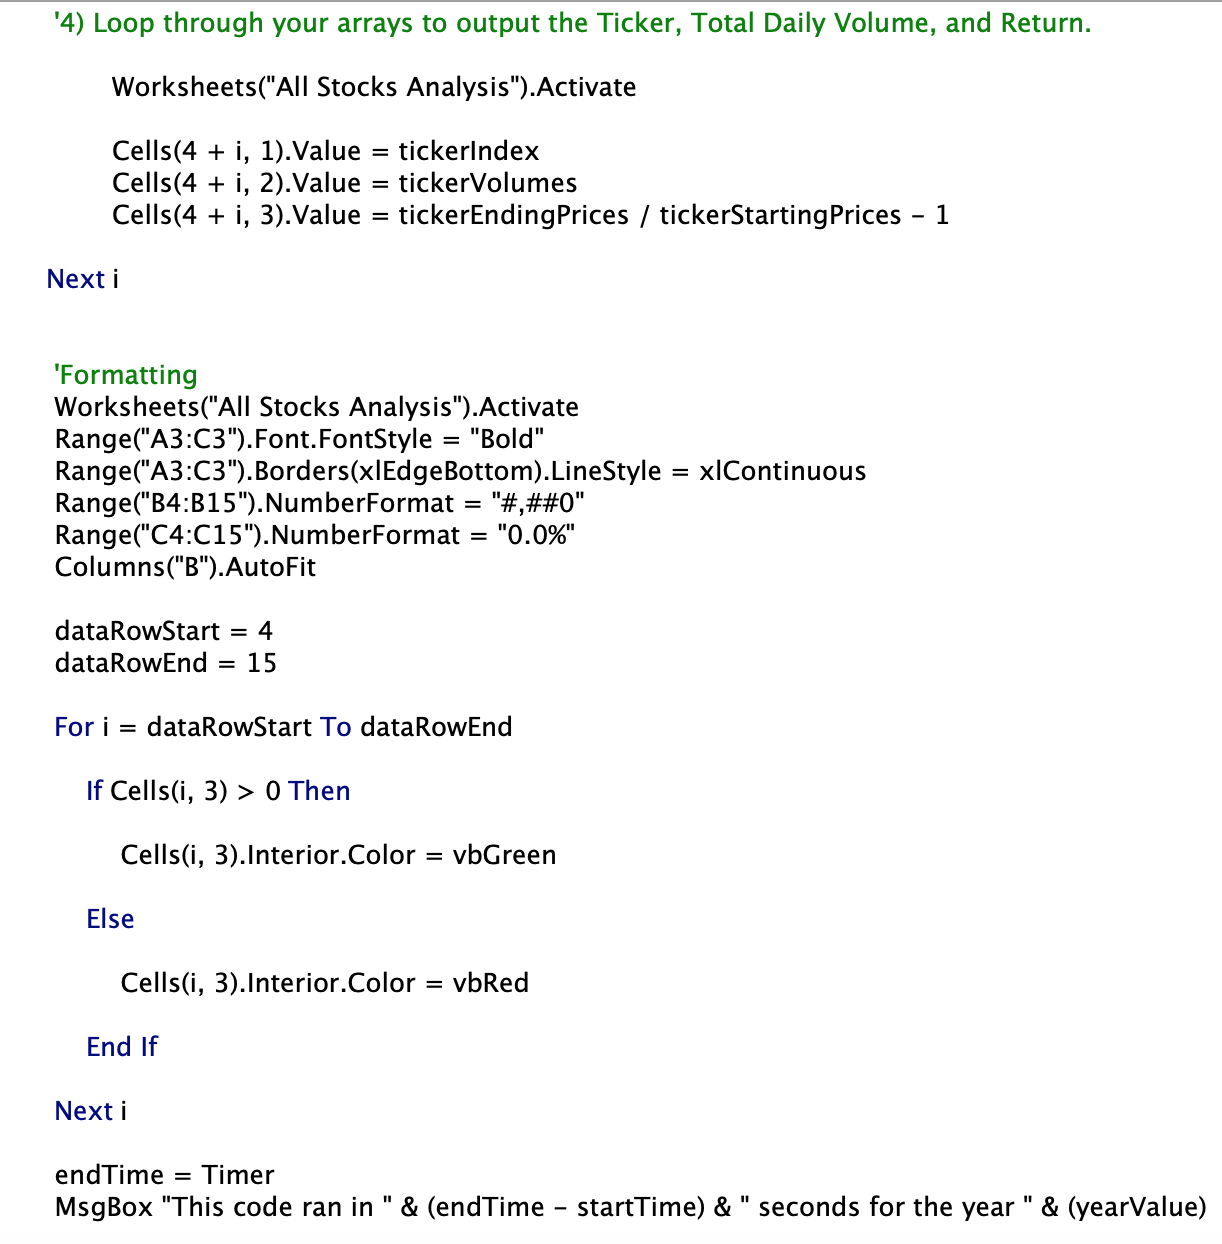 '4) Loop through your arrays to output the Ticker, Total Daily Volume, and Return.
Worksheets("All Stocks Analysis").Activate
Cells(4 + i, 1).Value = tickerIndex
Cells(4 + i, 2).Value = tickerVolumes
Cells(4 + i, 3).Value = tickerEndingPrices / tickerStartingPrices - 1
Next i
'Formatting
Worksheets("All Stocks Analysis").Activate
Range("A3:C3").Font.FontStyle = "Bold"
Range("A3:C3").Borders(xlEdgeBottom).LineStyle = xlContinuous
Range("B4:B15").NumberFormat = "#,##0"
Range("C4:C15").NumberFormat = "0.0%"
Columns("B").AutoFit
dataRowStart = 4
dataRowEnd = 15
For i = dataRowStart To dataRowEnd
If Cells(i, 3) > 0 Then
Cells(i, 3).Interior.Color = vbGreen
Else
Cells(i, 3).Interior.Color = vbRed
End If
Next i
endTime = Timer
MsgBox "This code ran in " & (endTime - startTime) & " seconds for the year " & (yearValue)